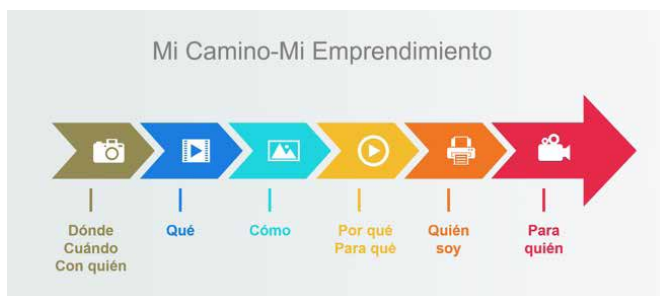 Mi Camino-Mi Emprendimiento
Dónde
Cuándo
Con quién
Qué
Cómo
Por qué
Para qué
Quién
soy
Para
quién